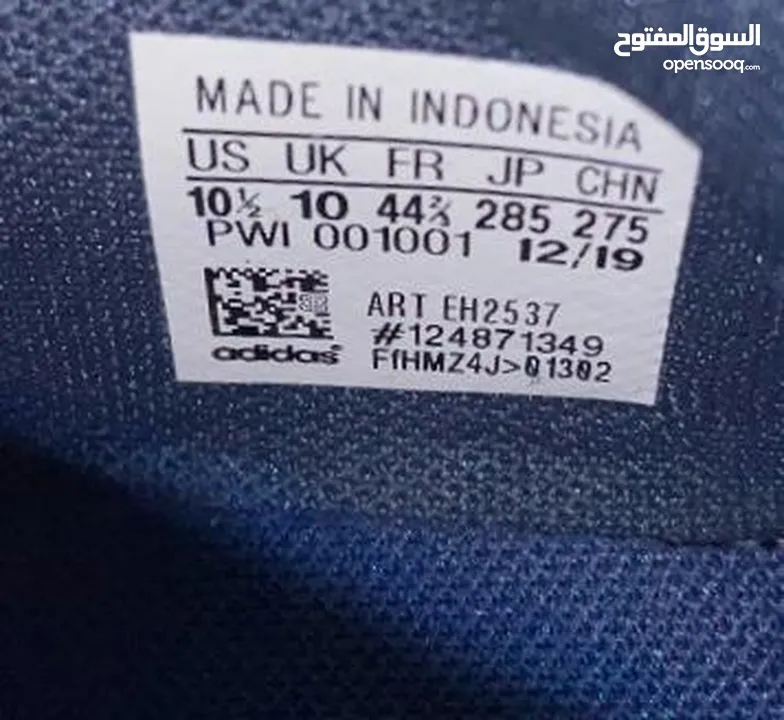 السوق المفتوح
opensooq.com
MADE IN INDONESIA
US UK FR JP CHN
10½ 10 44⅔ 285 275
PWI 001001 12/19
ART EH2537
#124871349
adidas FfHMZ4J>01302